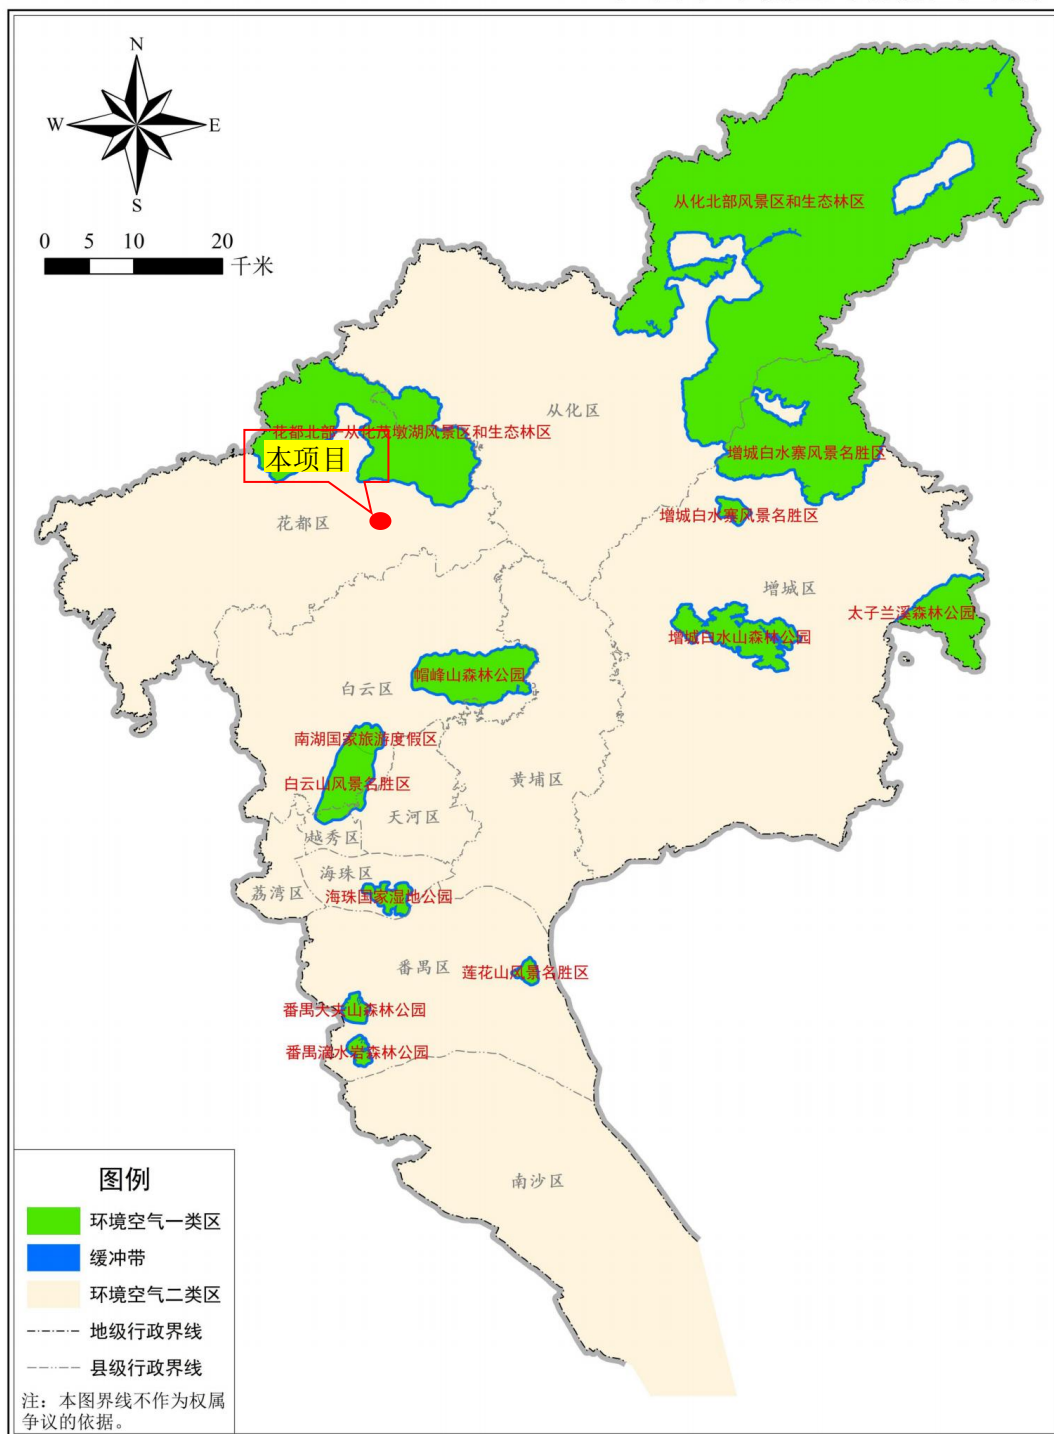 N
W
E
S
0 5 10 20
千米
从化北部风景区和生态林区
从化区
花都北部-从化茂墩湖风景区和生态林区
本项目
增城白水寨风景名胜区
增城白水寨风景名胜区
花都区
增城区
太子兰溪森林公园
增城白水山森林公园
帽峰山森林公园
白云区
南湖国家旅游度假区
黄埔区
白云山风景名胜区
天河区
越秀区
海珠区
荔湾区
海珠国家湿地公园
番禺区
莲花山风景名胜区
番禺大夫山森林公园
番禺滴水岩森林公园
南沙区
图例
环境空气一类区
缓冲带
环境空气二类区
地级行政界线
县级行政界线
注：本图界线不作为权属
争议的依据。